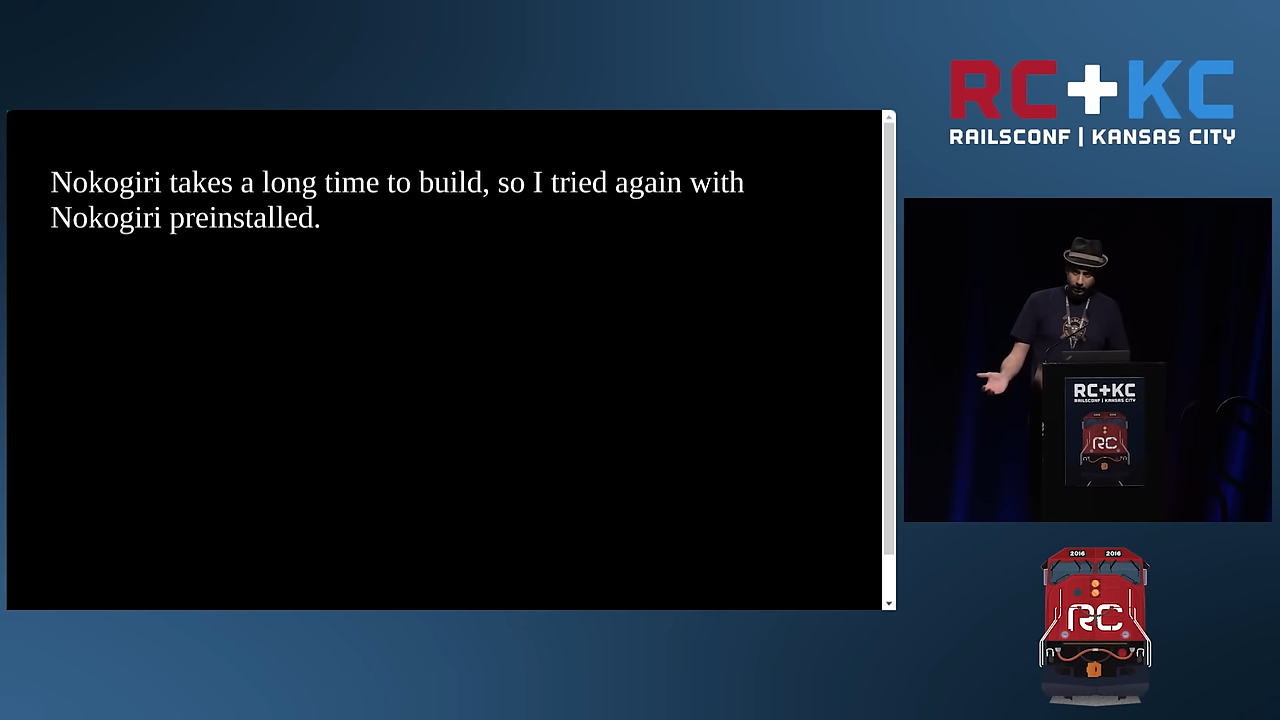 RC+KC
RAILSCONF | KANSAS CITY
Nokogiri takes a long time to build, so I tried again with
Nokogiri preinstalled.
RC+KC
RAILSCONF | KANSAS CITY
RC
2016 2016
RC